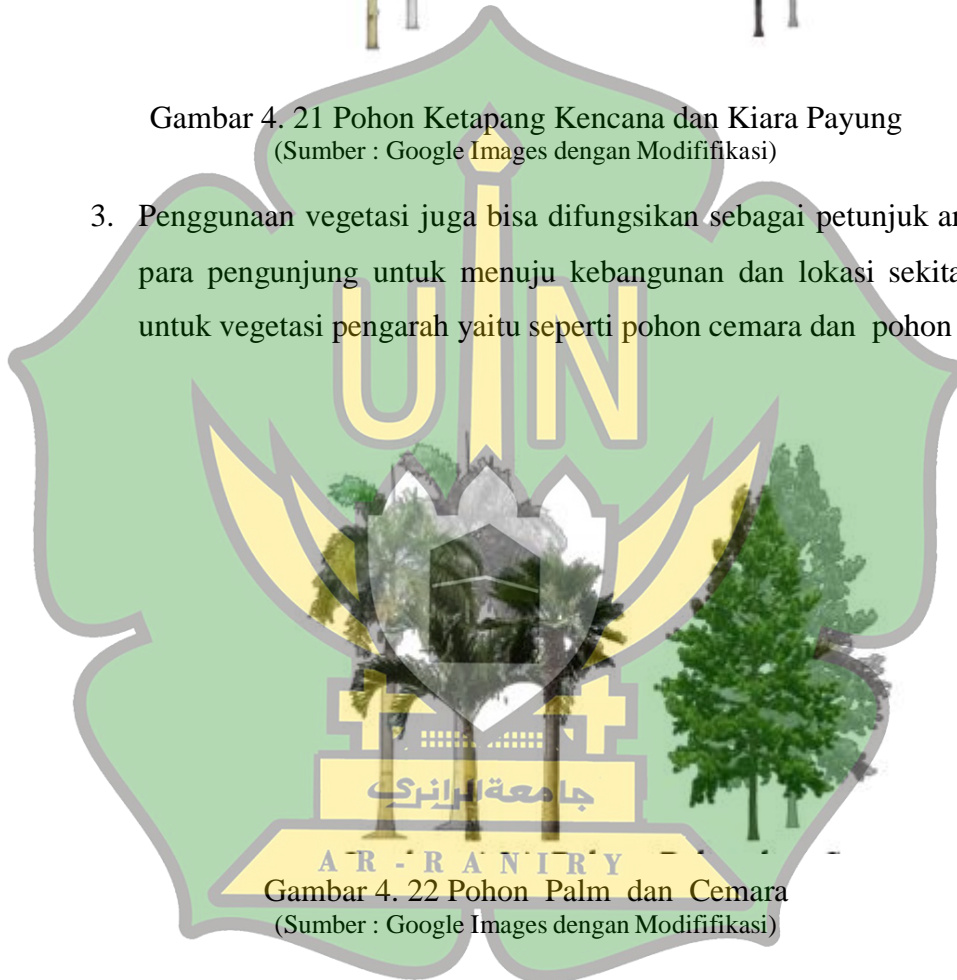 Gambar 4. 21 Pohon Ketapang Kencana dan Kiara Payung
(Sumber : Google Images dengan Modififikasi)
3. Penggunaan vegetasi juga bisa difungsikan sebagai petunjuk
para pengunjung untuk menuju kebangunan dan lokasi
untuk vegetasi pengarah yaitu seperti pohon cemara dan pohon
UIN
جامعة الرانري
AR-RANIRY
Gambar 4. 22 Pohon Palm dan Cemara
(Sumber : Google Images dengan Modififikasi)